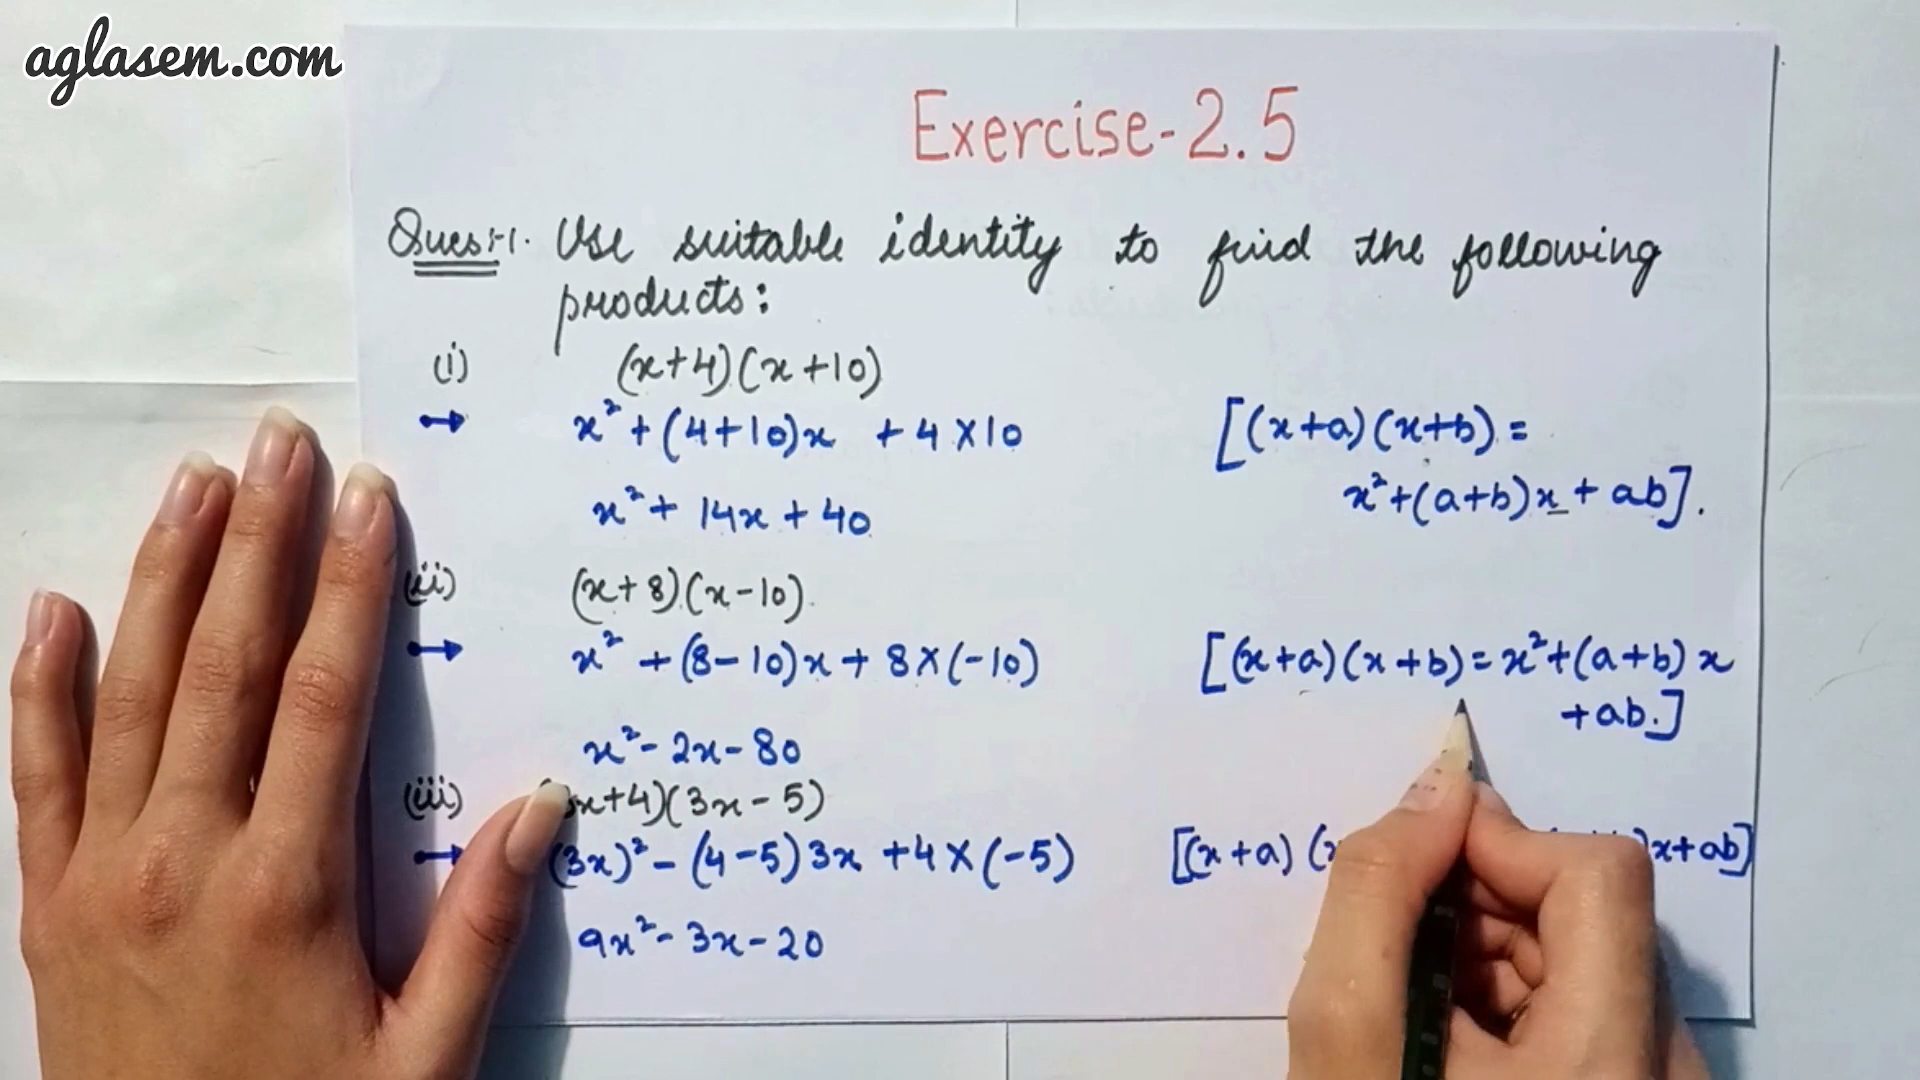 aglasem.com
Exercise-2.5
Ques:-1. Use suitable identity to find the following
products:
(i) (x+4)(x+10)
x²+(4+10)x +4×10 [(x+a)(x+b) =
x²+(a+b)x + ab].
x²+ 14x + 40
(ii) (x+8)(x-10).
x² +(8-10)x + 8×(-10) [(x+a)(x+b)=x²+(a+b)x
+ab.]
x²- 2x-80
(iii) x+4)(3x-5)
(3x)²- (4-5)3x +4×(-5) [(x+a) (x )x+ab]
9x²- 3x-20